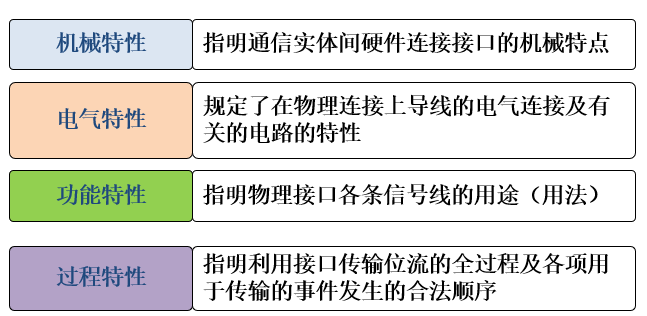 机械特性
指明通信实体间硬件连接接口的机械特点
电气特性
规定了在物理连接上导线的电气连接及有
关的电路的特性
功能特性
指明物理接口各条信号线的用途（用法）
过程特性
指明利用接口传输位流的全过程及各项用
于传输的事件发生的合法顺序